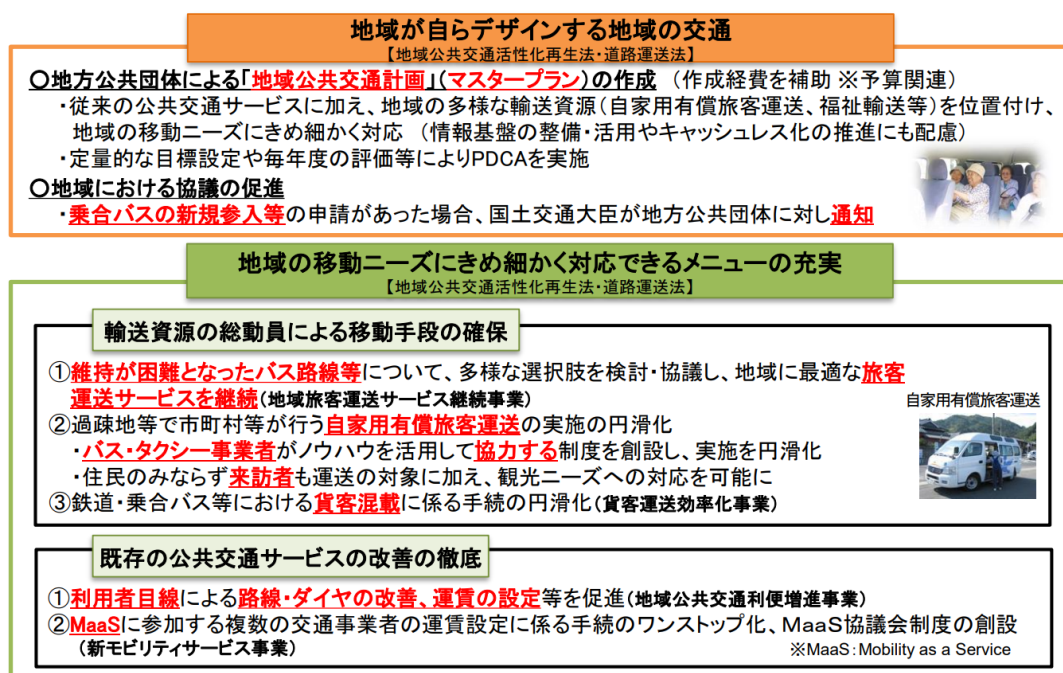 地域が自らデザインする地域の交通
【地域公共交通活性化再生法・道路運送法】
〇地方公共団体による「地域公共交通計画」(マスタープラン)の作成 （作成経費を補助 ※予算関連）
・従来の公共交通サービスに加え、地域の多様な輸送資源（自家用有償旅客運送、福祉輸送等）を位置付け、
地域の移動ニーズにきめ細かく対応 （情報基盤の整備・活用やキャッシュレス化の推進にも配慮）
・定量的な目標設定や毎年度の評価等によりPDCAを実施
〇地域における協議の促進
・乗合バスの新規参入等の申請があった場合、国土交通大臣が地方公共団体に対し通知
地域の移動ニーズにきめ細かく対応できるメニューの充実
【地域公共交通活性化再生法・道路運送法】
輸送資源の総動員による移動手段の確保
①維持が困難となったバス路線等について、多様な選択肢を検討・協議し、地域に最適な旅客
運送サービスを継続(地域旅客運送サービス継続事業)
自家用有償旅客運送
②過疎地等で市町村等が行う自家用有償旅客運送の実施の円滑化
・バス・タクシー事業者がノウハウを活用して協力する制度を創設し、実施を円滑化
・住民のみならず来訪者も運送の対象に加え、観光ニーズへの対応を可能に
③鉄道・乗合バス等における貨客混載に係る手続の円滑化(貨客運送効率化事業)
既存の公共交通サービスの改善の徹底
①利用者目線による路線・ダイヤの改善、運賃の設定等を促進(地域公共交通利便増進事業)
②MaaSに参加する複数の交通事業者の運賃設定に係る手続のワンストップ化、MaaS協議会制度の創設
(新モビリティサービス事業)
※MaaS：Mobility as a Service